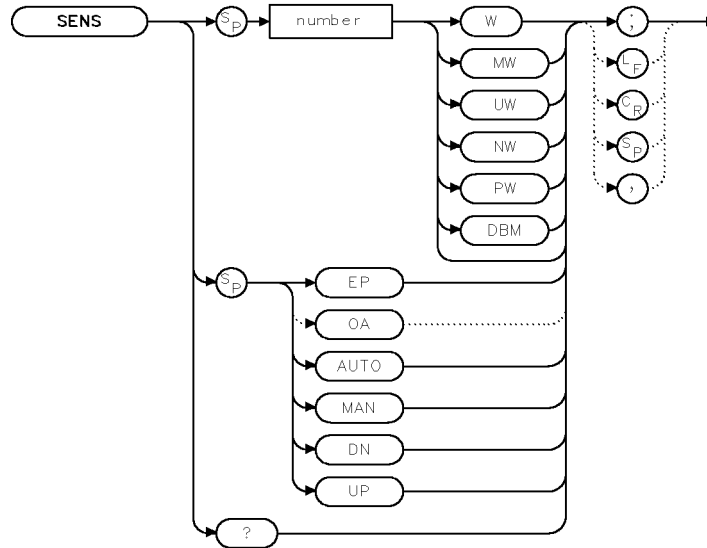 SENS SP number W ;
MW LF
UW CR
NW SP
PW ,
DBM
SP EP
OA
AUTO
MAN
DN
UP
?